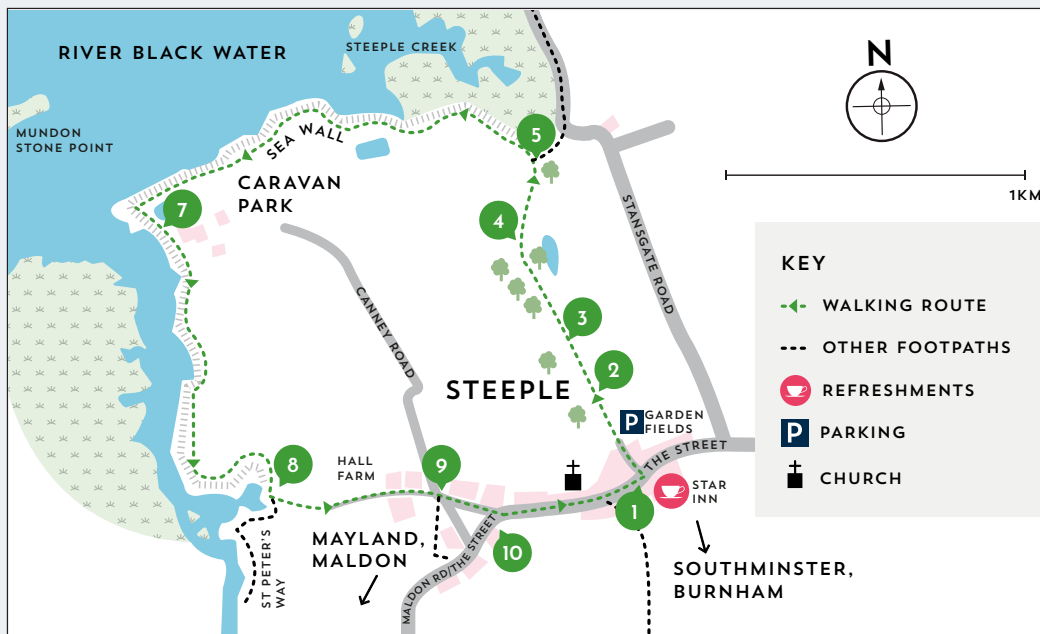 RIVER BLACK WATER
STEEPLE CREEK
N
MUNDON
STONE POINT
5
SEA WALL
CARAVAN
PARK
1KM
7
4
STANSGATE ROAD
KEY
WALKING ROUTE
OTHER FOOTPATHS
REFRESHMENTS
P PARKING
CHURCH
3
CANNEY ROAD
2
STEEPLE
P GARDEN
FIELDS
THE STREET
8
HALL
FARM
9
STAR
INN
1
MAYLAND,
MALDON
10
ST PETER'S
WAY
MALDON RD/THE STREET
SOUTHMINSTER,
BURNHAM